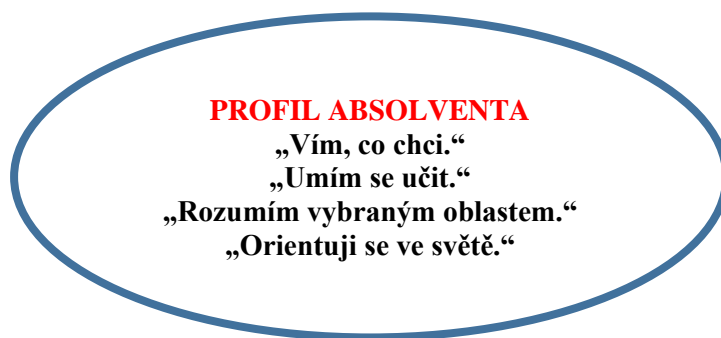 PROFIL ABSOLVENTA
„Vím, co chci.“
„Umím se učit.“
„Rozumím vybraným oblastem.“
„Orientuji se ve světě.“